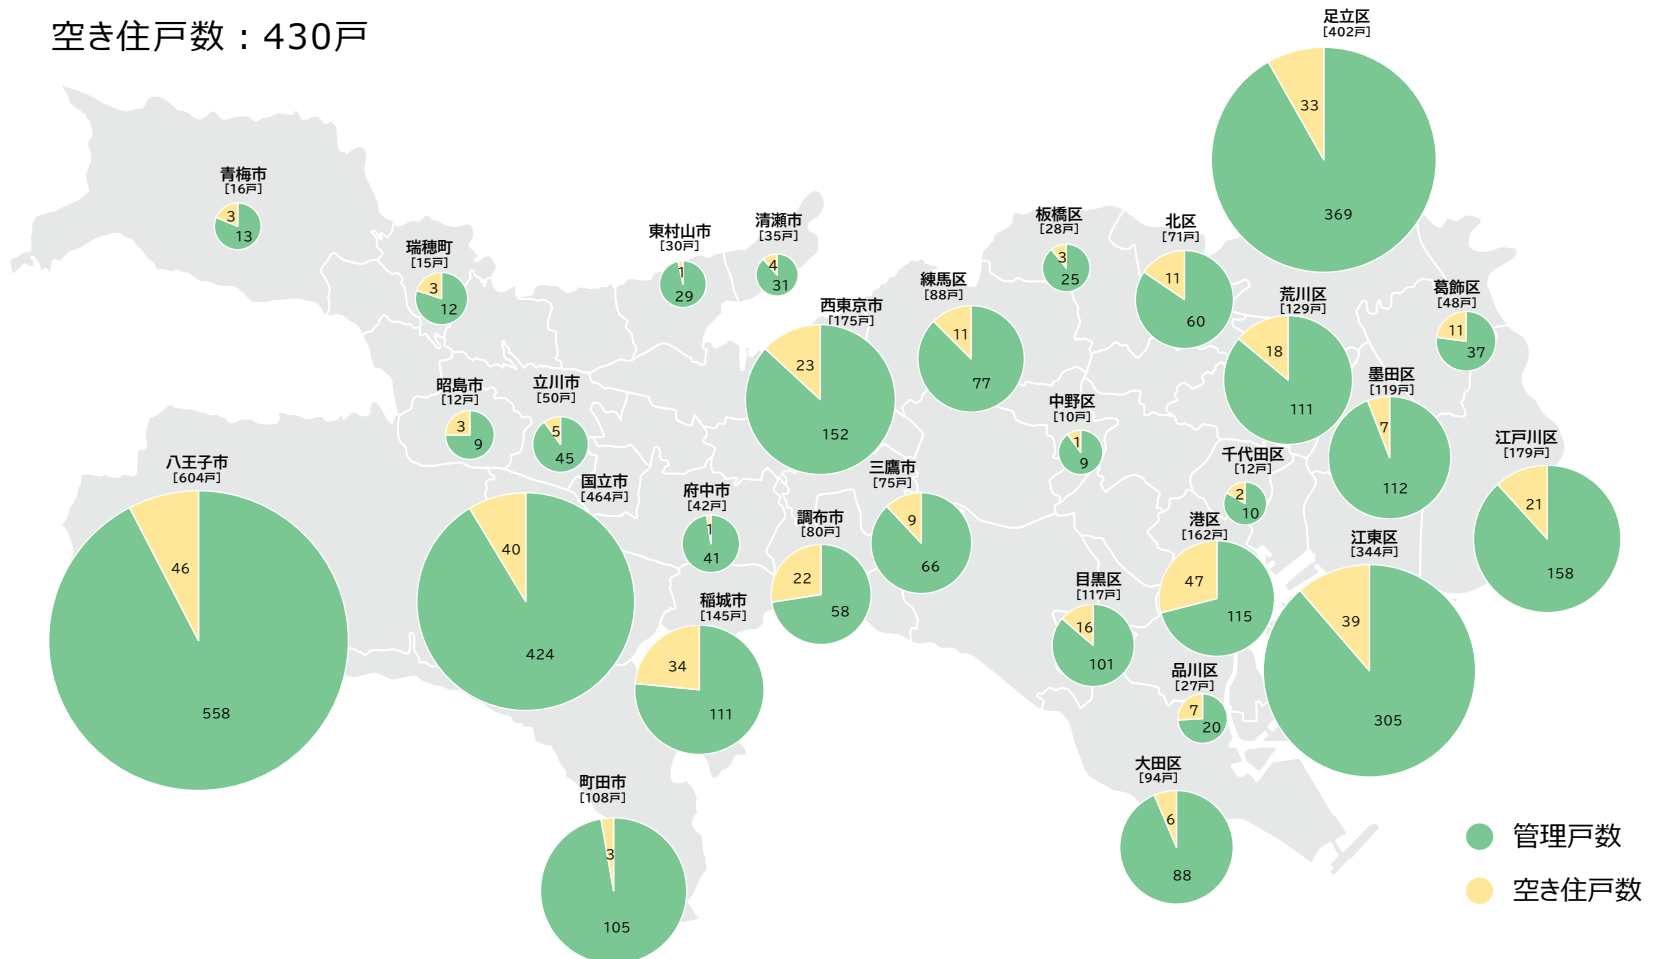 空き住戸数：430戸
足立区
[402戸]
33
369
青梅市
[16戸]
3
13
瑞穂町
[15戸]
3
12
東村山市
[30戸]
1
29
清瀬市
[35戸]
4
31
板橋区
[28戸]
3
25
北区
[71戸]
11
60
西東京市
[175戸]
23
152
練馬区
[88戸]
11
77
荒川区
[129戸]
18
111
葛飾区
[48戸]
11
37
昭島市
[12戸]
3
9
立川市
[50戸]
5
45
中野区
[10戸]
1
9
墨田区
[119戸]
7
112
八王子市
[604戸]
46
558
国立市
[464戸]
40
424
府中市
[42戸]
1
41
調布市
[80戸]
22
58
三鷹市
[75戸]
9
66
千代田区
[12戸]
2
10
江戸川区
[179戸]
21
158
港区
[162戸]
47
115
江東区
[344戸]
39
305
稲城市
[145戸]
34
111
目黒区
[117戸]
16
101
品川区
[27戸]
7
20
町田市
[108戸]
3
105
大田区
[94戸]
6
88
管理戸数
空き住戸数